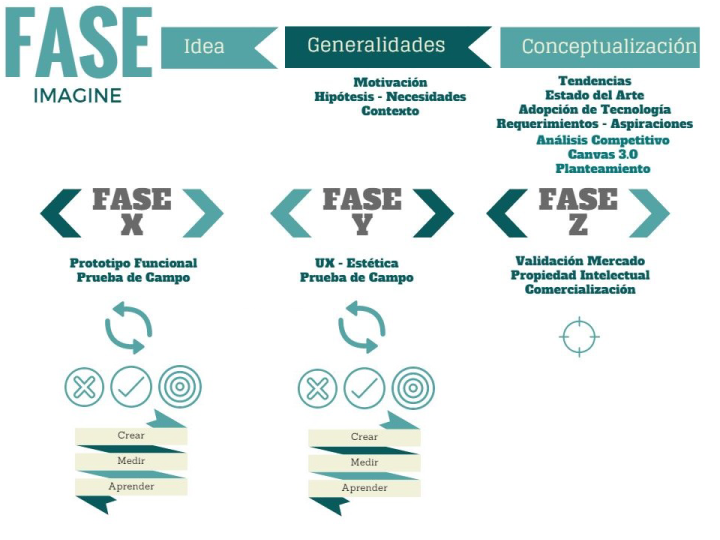 FASE
IMAGINE
Idea
Generalidades
Conceptualización
Motivación
Hipótesis - Necesidades
Contexto
Tendencias
Estado del Arte
Adopción de Tecnología
Requerimientos - Aspiraciones
Análisis Competitivo
Canvas 3.0
Planteamiento
FASE
X
FASE
Y
FASE
Z
Prototipo Funcional
Prueba de Campo
UX - Estética
Prueba de Campo
Validación Mercado
Propiedad Intelectual
Comercialización
Crear
Medir
Aprender
Crear
Medir
Aprender